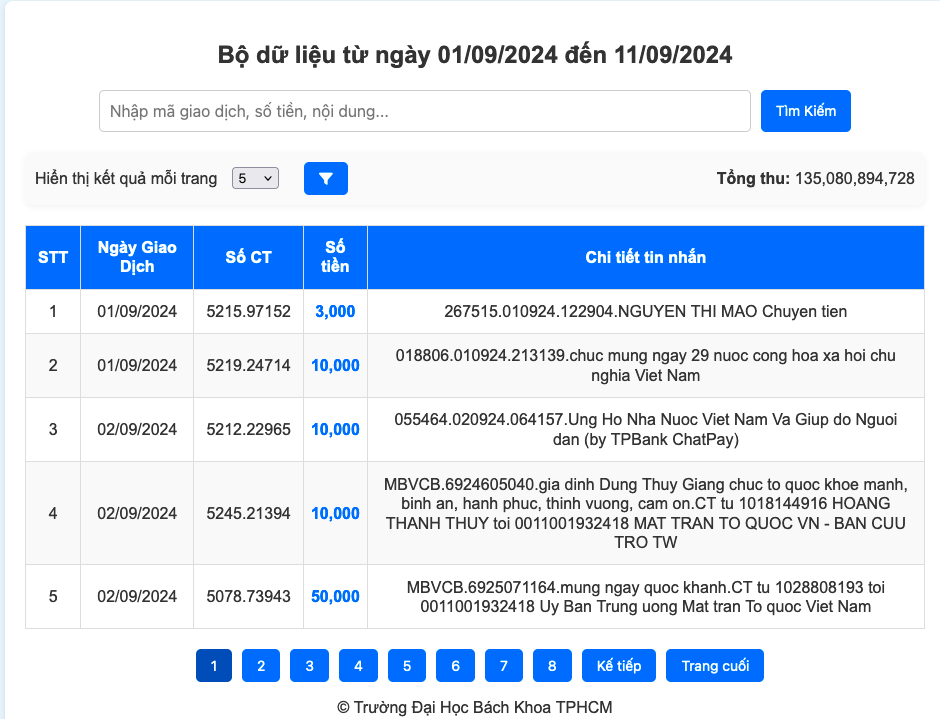 Bộ dữ liệu từ ngày 01/09/2024 đến 11/09/2024
Nhập mã giao dịch, số tiền, nội dung...
Tìm Kiếm
Hiển thị kết quả mỗi trang 5
Tổng thu: 135,080,894,728
STT
Ngày Giao
Dịch
Số CT
Số
tiền
Chi tiết tin nhắn
1 01/09/2024 5215.97152 3,000 267515.010924.122904.NGUYEN THI MAO Chuyen tien
2 01/09/2024 5219.24714 10,000 018806.010924.213139.chuc mung ngay 29 nuoc cong hoa xa hoi chu
nghia Viet Nam
3 02/09/2024 5212.22965 10,000 055464.020924.064157.Ung Ho Nha Nuoc Viet Nam Va Giup do Nguoi
dan (by TPBank ChatPay)
4 02/09/2024 5245.21394 10,000 MBVCB.6924605040.gia dinh Dung Thuy Giang chuc to quoc khoe manh,
binh an, hanh phuc, thinh vuong, cam on.CT tu 1018144916 HOANG
THANH THUY toi 0011001932418 MAT TRAN TO QUOC VN - BAN CUU
TRO TW
5 02/09/2024 5078.73943 50,000 MBVCB.6925071164.mung ngay quoc khanh.CT tu 1028808193 toi
0011001932418 Uy Ban Trung uong Mat tran To quoc Viet Nam
1 2 3 4 5 6 7 8 Kế tiếp Trang cuối
© Trường Đại Học Bách Khoa TPHCM